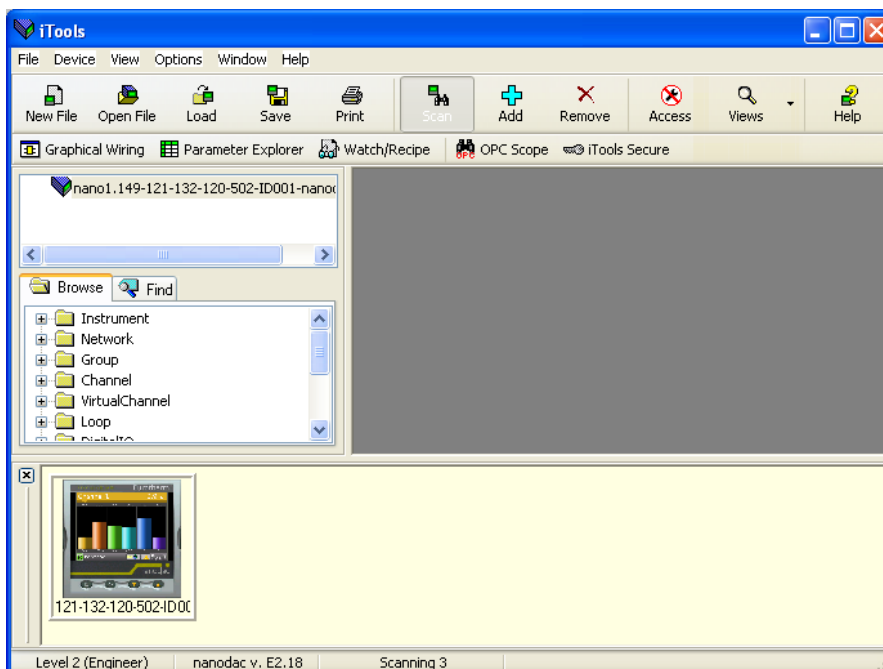 iTools
File Device View Options Window Help
New File Open File Load Save Print Scan Add Remove Access Views Help
Graphical Wiring Parameter Explorer Watch/Recipe OPC OPC Scope iTools Secure
nano1.149-121-132-120-502-ID001-nanod
Browse Find
Instrument
Network
Group
Channel
VirtualChannel
Loop
DigitalIO
121-132-120-502-ID00
Level 2 (Engineer) nanodac v. E2.18 Scanning 3